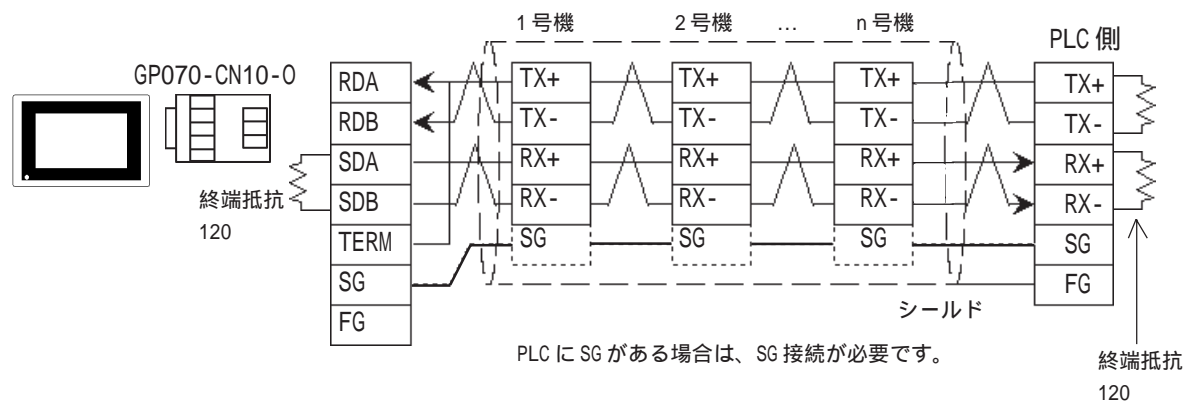 1 号機
2 号機
…
n 号機
PLC 側
GP070-CN10-O
RDA
RDB
SDA
SDB
TERM
SG
FG
終端抵抗
120
TX+
TX-
RX+
RX-
SG
TX+
TX-
RX+
RX-
SG
TX+
TX-
RX+
RX-
SG
TX+
TX-
RX+
RX-
SG
FG
シールド
PLC に SG がある場合は、SG 接続が必要です。
終端抵抗
120